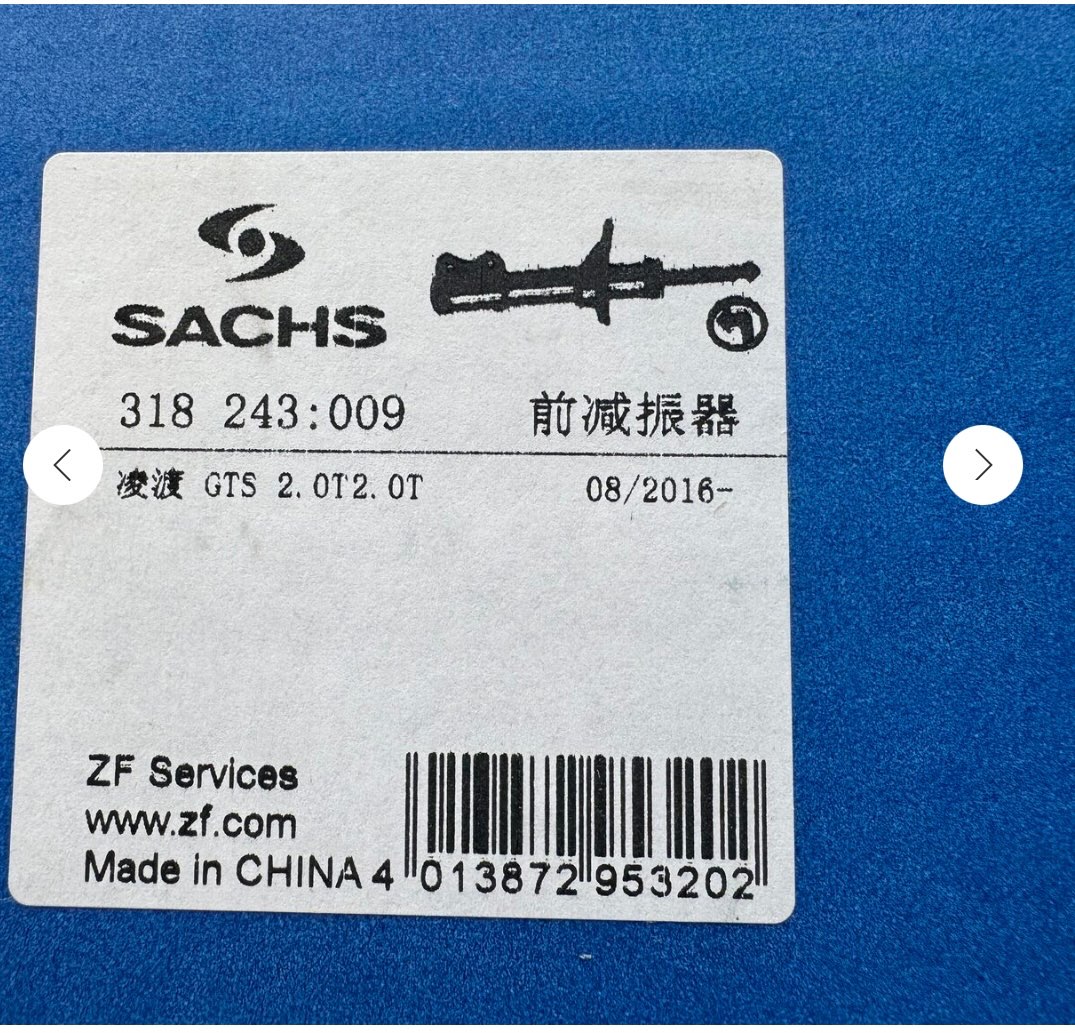 SACHS
318 243:009 前减振器
凌渡 GTS 2.0T2.0T 08/2016-
ZF Services
www.zf.com
Made in CHINA 4 013872 953202